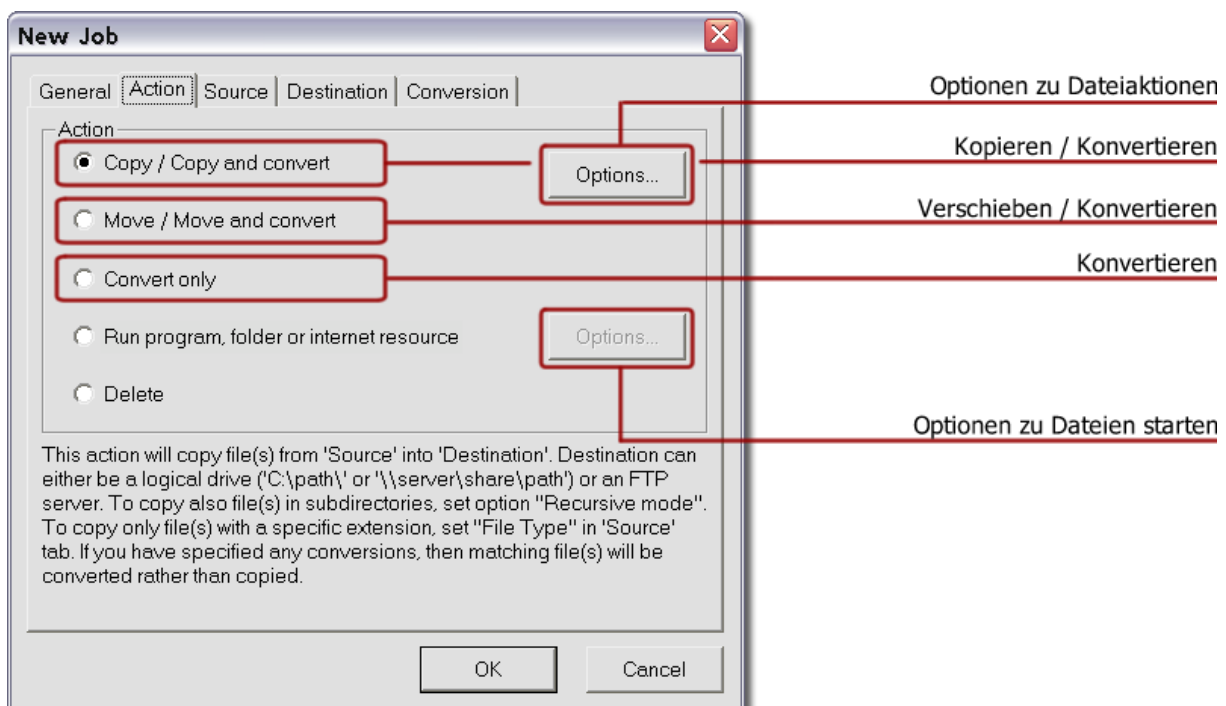 New Job
General Action Source Destination Conversion
Optionen zu Dateiaktionen
Action
Copy / Copy and convert
Options...
Kopieren / Konvertieren
Move / Move and convert
Verschieben / Konvertieren
Convert only
Konvertieren
Run program, folder or internet resource
Options...
Delete
Optionen zu Dateien starten
This action will copy file(s) from 'Source' into 'Destination'. Destination can
either be a logical drive ('C:\path\' or '\\server\share\path') or an FTP
server. To copy also file(s) in subdirectories, set option "Recursive mode".
To copy only file(s) with a specific extension, set "File Type" in 'Source'
tab. If you have specified any conversions, then matching file(s) will be
converted rather than copied.
OK
Cancel